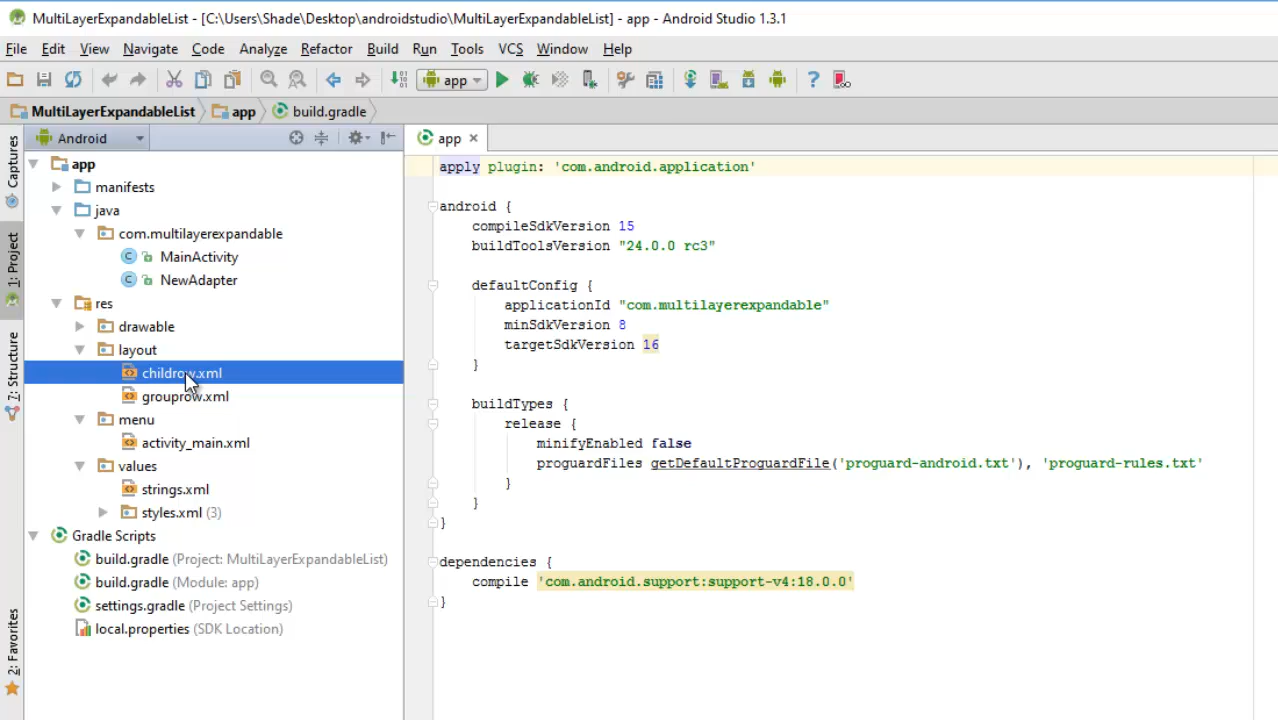 MultiLayerExpandableList - [C:\Users\Shade\Desktop\androidstudio\MultiLayerExpandableList] - app - Android Studio 1.3.1
File Edit View Navigate Code Analyze Refactor Build Run Tools VCS Window Help
app
MultiLayerExpandableList app build.gradle
Captures
1: Project
7: Structure
2: Favorites
Android
app
manifests
java
com.multilayerexpandable
MainActivity
NewAdapter
res
drawable
layout
childrow.xml
grouprow.xml
menu
activity_main.xml
values
strings.xml
styles.xml (3)
Gradle Scripts
build.gradle (Project: MultiLayerExpandableList)
build.gradle (Module: app)
settings.gradle (Project Settings)
local.properties (SDK Location)
app
apply plugin: 'com.android.application'
android {
compileSdkVersion 15
buildToolsVersion "24.0.0 rc3"
defaultConfig {
applicationId "com.multilayerexpandable"
minSdkVersion 8
targetSdkVersion 16
}
buildTypes {
release {
minifyEnabled false
proguardFiles getDefaultProguardFile('proguard-android.txt'), 'proguard-rules.txt'
}
}
}
dependencies {
compile 'com.android.support:support-v4:18.0.0'
}